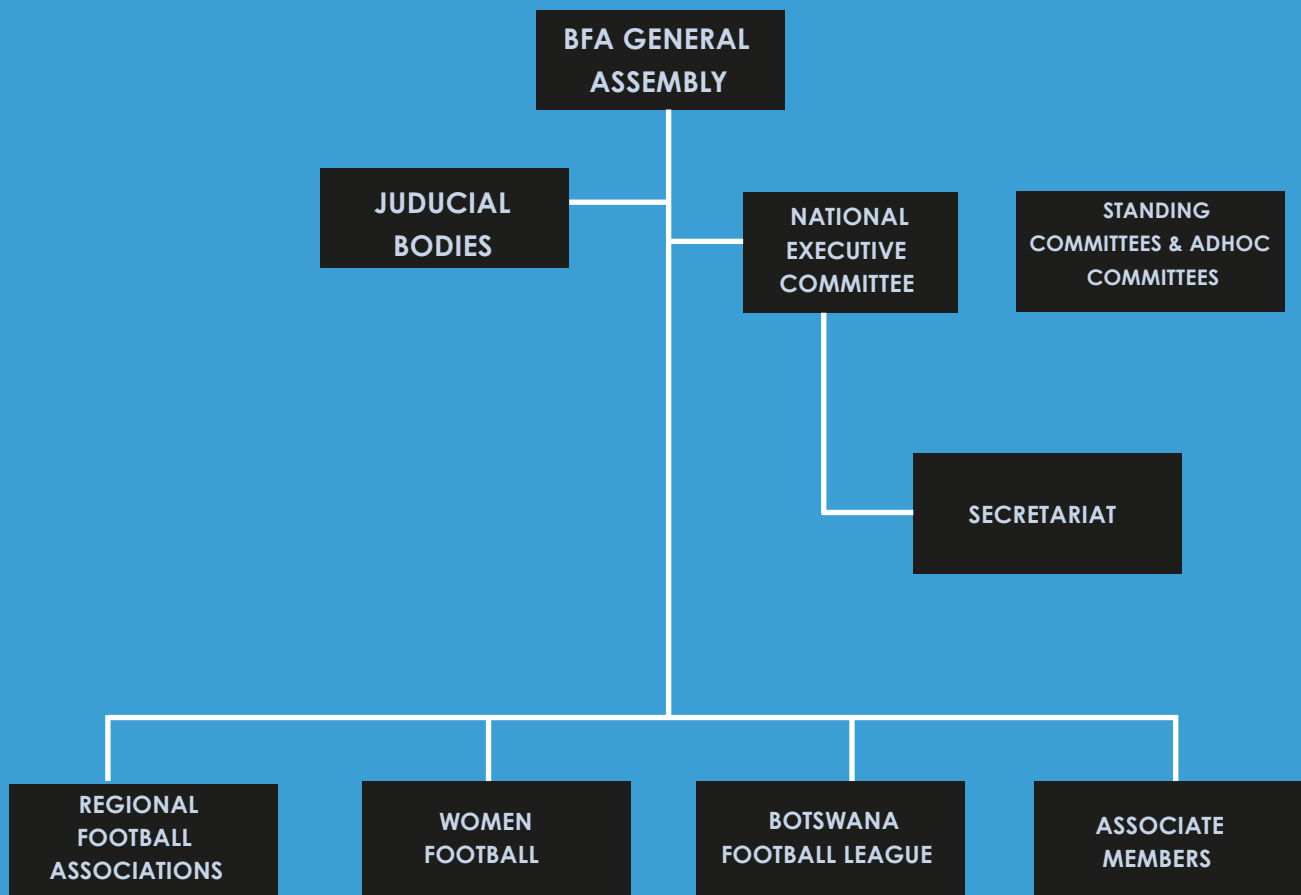 BFA GENERAL
ASSEMBLY
JUDUCIAL
BODIES
NATIONAL
EXECUTIVE
COMMITTEE
STANDING
COMMITTEES & ADHOC
COMMITTEES
SECRETARIAT
REGIONAL
FOOTBALL
ASSOCIATIONS
WOMEN
FOOTBALL
BOTSWANA
FOOTBALL LEAGUE
ASSOCIATE
MEMBERS